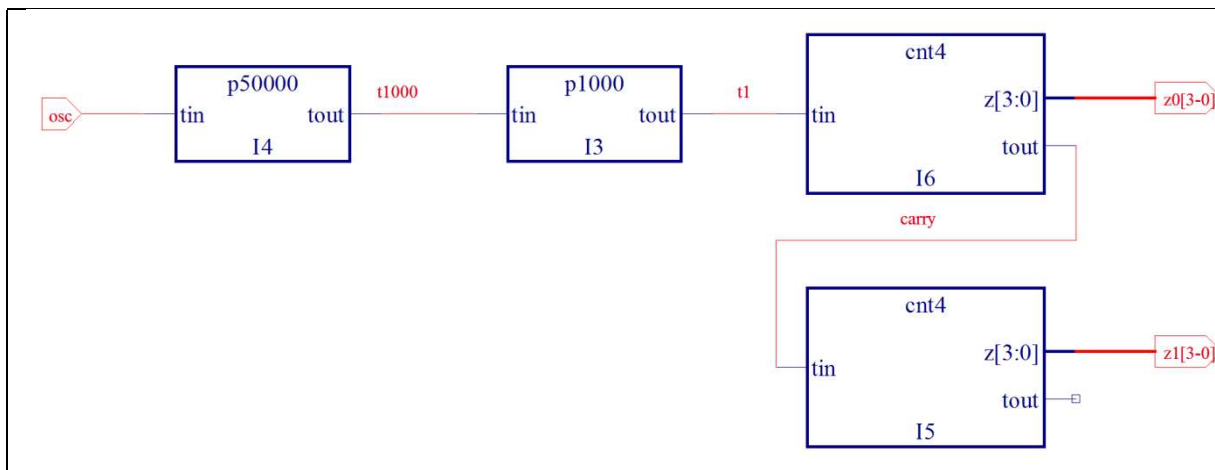 cnt4
p50000
p1000
t1000
t1
z[3:0]
z0[3-0]
osc
tin
tout
tin
tout
tin
tout
I4
I3
I6
carry
cnt4
z[3:0]
z1[3-0]
tin
tout
I5